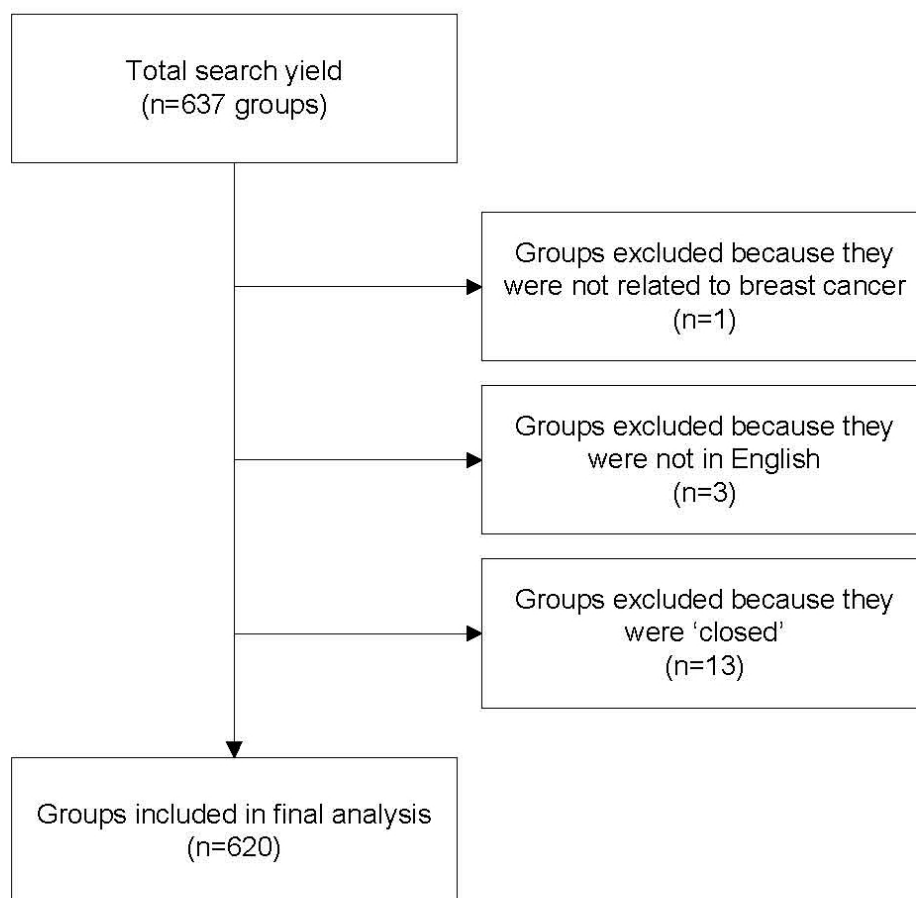 Total search yield
(n=637 groups)
Groups excluded because they
were not related to breast cancer
(n=1)
Groups excluded because they
were not in English
(n=3)
Groups excluded because they
were ‘closed’
(n=13)
Groups included in final analysis
(n=620)